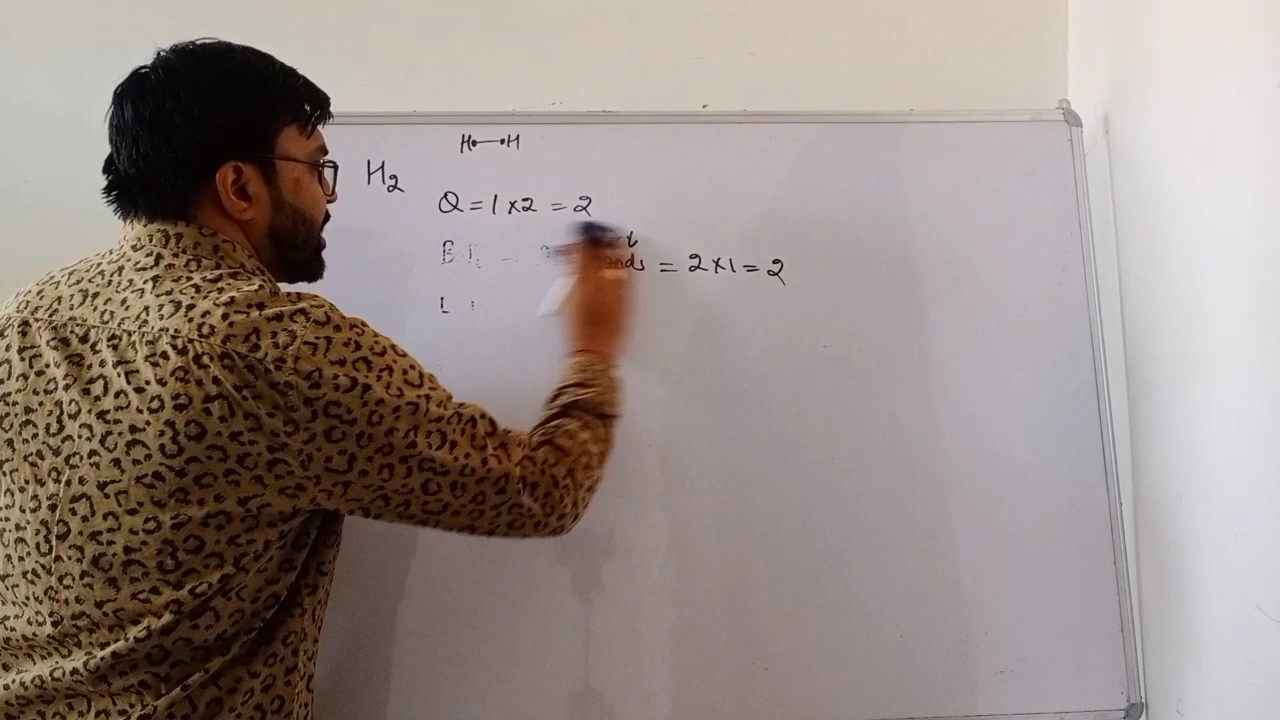 H—H
H2
Q = 1 x 2 = 2
= 2 x 1 = 2